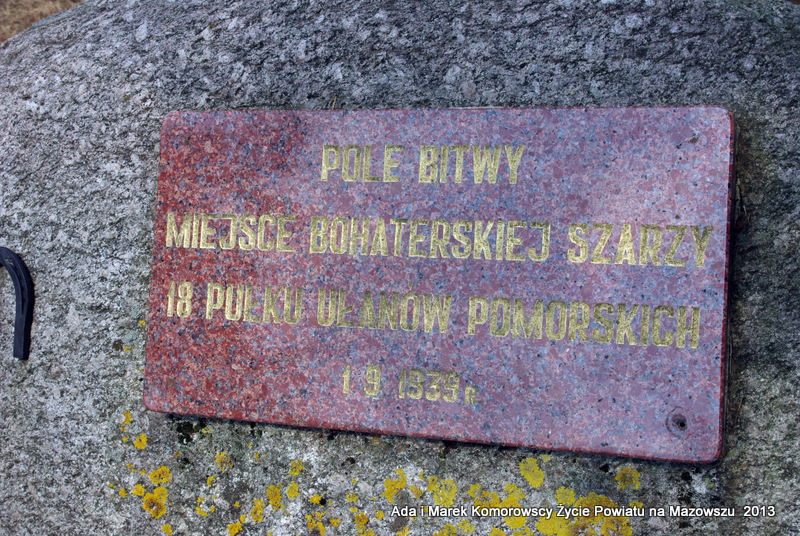 POLE BITWY
MIEJSCE BOHATERSKIEJ SZARZY
18 PUŁKU UŁANÓW POMORSKICH
1 9 1939 R.
Ada i Marek Komorowscy Życie Powiatu na Mazowszu 2013